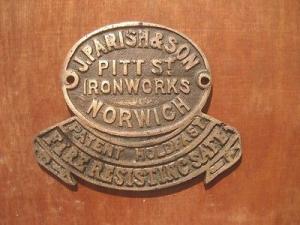 J. PARISH & SON
PITT ST
IRONWORKS
NORWICH
PATENT HOLDFAST
FIRE RESISTING SAFE